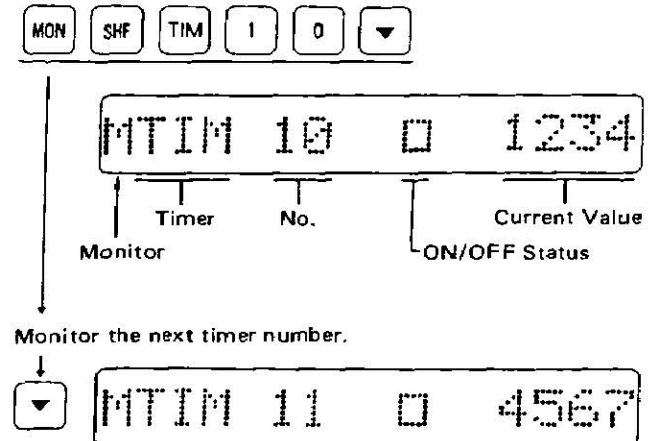 MON SHF TIM 1 0 ▼
MTIM 10 □ 1234
Timer No. Current Value
Monitor ON/OFF Status
Monitor the next timer number.
▼ MTIM 11 □ 4567